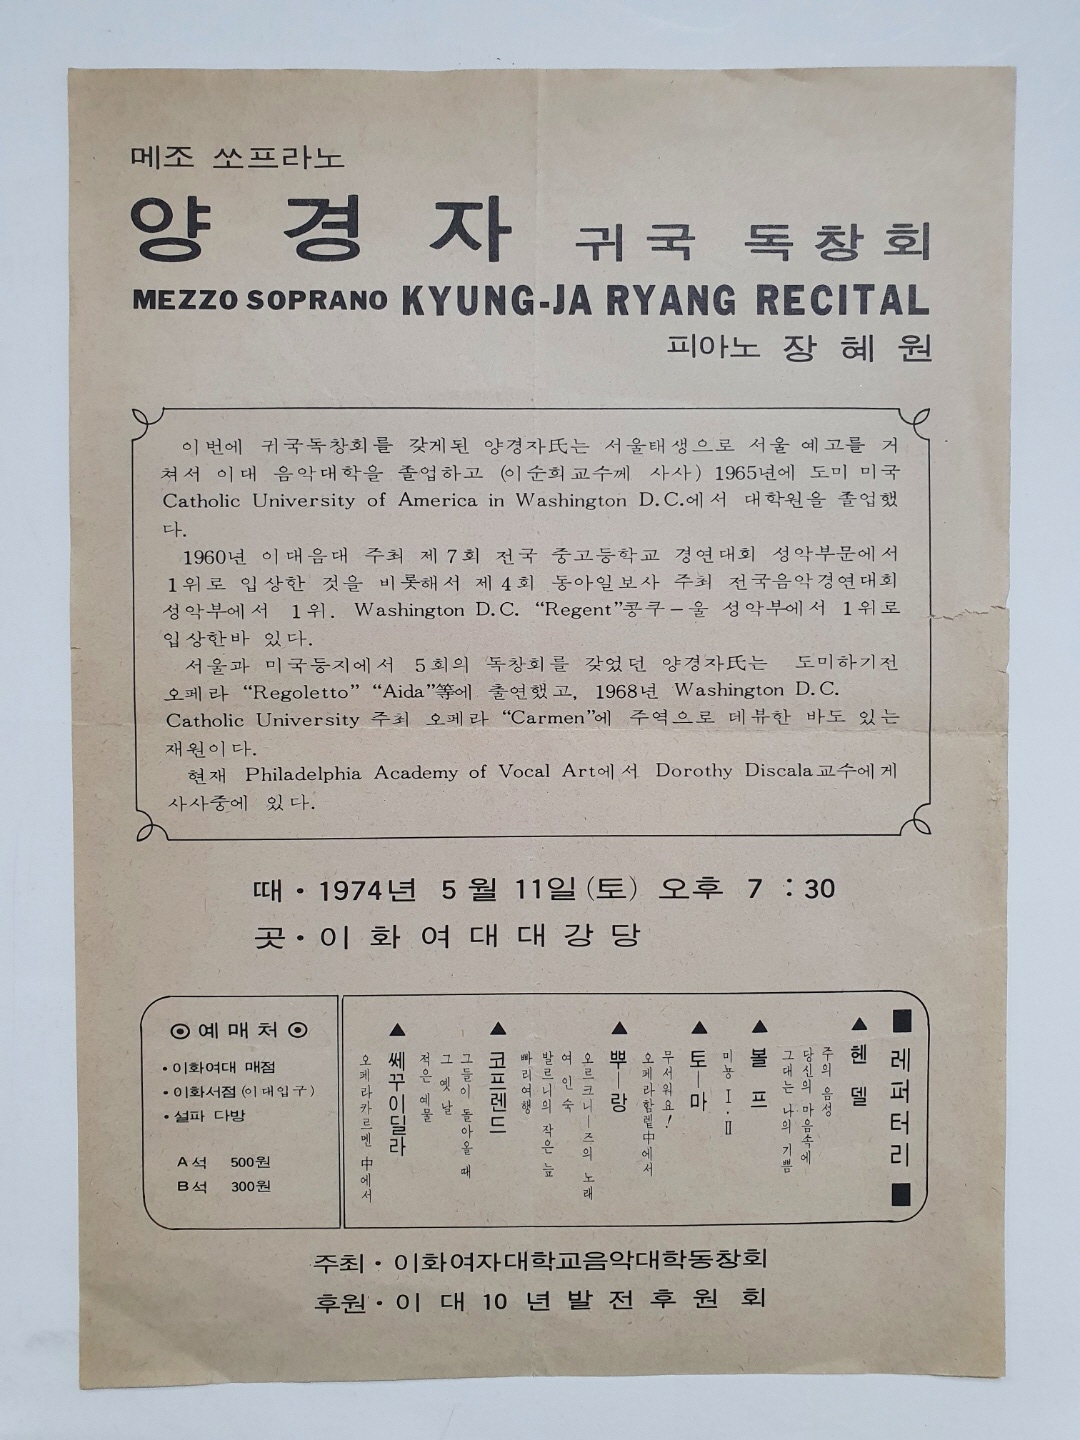 메조 쏘프라노
양 경 자 귀국 독창회
MEZZO SOPRANO KYUNG-JA RYANG RECITAL
피아노 장 혜 원
이번에 귀국독창회를 갖게된 양경자氏는 서울태생으로 서울 예고를 거
쳐서 이대 음악대학을 졸업하고 (이순희교수께 사사) 1965년에 도미 미국
Catholic University of America in Washington D.C.에서 대학원을 졸업했
다.
1960년 이대음대 주최 제7회 전국 중고등학교 경연대회 성악부문에서
1위로 입상한 것을 비롯해서 제4회 동아일보사 주최 전국음악경연대회
성악부에서 1위. Washington D.C. “Regent”콩쿠-울 성악부에서 1위로
입상한바 있다.
서울과 미국등지에서 5회의 독창회를 갖었던 양경자氏는 도미하기전
오페라 “Regoletto” “Aida”等에 출연했고, 1968년 Washington D.C.
Catholic University 주최 오페라 “Carmen”에 주역으로 데뷰한 바도 있는
재원이다.
현재 Philadelphia Academy of Vocal Art에서 Dorothy Discala교수에게
사사중에 있다.
때 · 1974년 5월 11일(토) 오후 7 : 30
곳 · 이화여대대강당
■ 레퍼터리 ■
▲ 헨델
주의 음성
당신의 마음속에
그대는 나의 기쁨
▲ 볼프
미뇽 I · II
▲ 토-마
무서워요!
오페라함렡中에서
▲ 뿌-랑
오르크니-즈의 노래
여인숙
발르니의 작은 늪
빠리여행
▲ 코프렌드
그들이 돌아올 때
그 옛날
적은 예물
▲ 쎄꾸이딜라
오페라카르멘 中에서
◉ 예매처 ◉
· 이화여대 매점
· 이화서점 (이대입구)
· 설파 다방
A석 500원
B석 300원
주최 · 이화여자대학교음악대학동창회
후원 · 이대 10년발전후원회